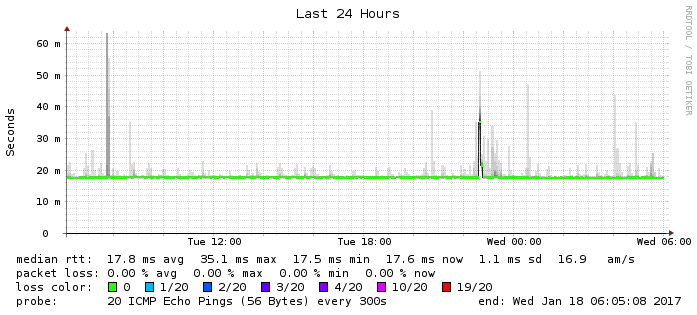 Last 24 Hours
RRDTOOL / TOBI OETIKER
Seconds
60 m
50 m
40 m
30 m
20 m
10 m
0
Tue 12:00 Tue 18:00 Wed 00:00 Wed 06:00
median rtt: 17.8 ms avg 35.1 ms max 17.5 ms min 17.6 ms now 1.1 ms sd 16.9 am/s
packet loss: 0.00 % avg 0.00 % max 0.00 % min 0.00 % now
loss color: 0 1/20 2/20 3/20 4/20 10/20 19/20
probe: 20 ICMP Echo Pings (56 Bytes) every 300s end: Wed Jan 18 06:05:08 2017